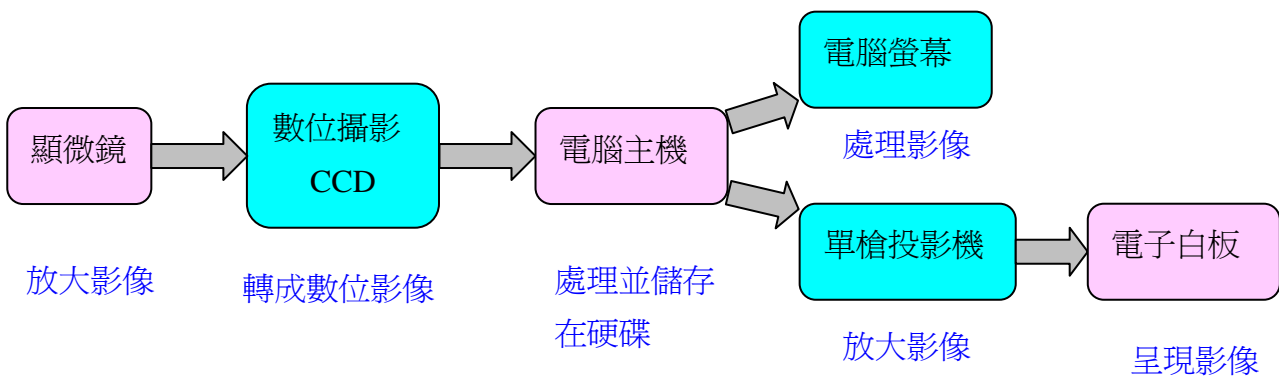 顯微鏡
放大影像
數位攝影
CCD
轉成數位影像
電腦主機
處理並儲存
在硬碟
電腦螢幕
處理影像
單槍投影機
放大影像
電子白板
呈現影像